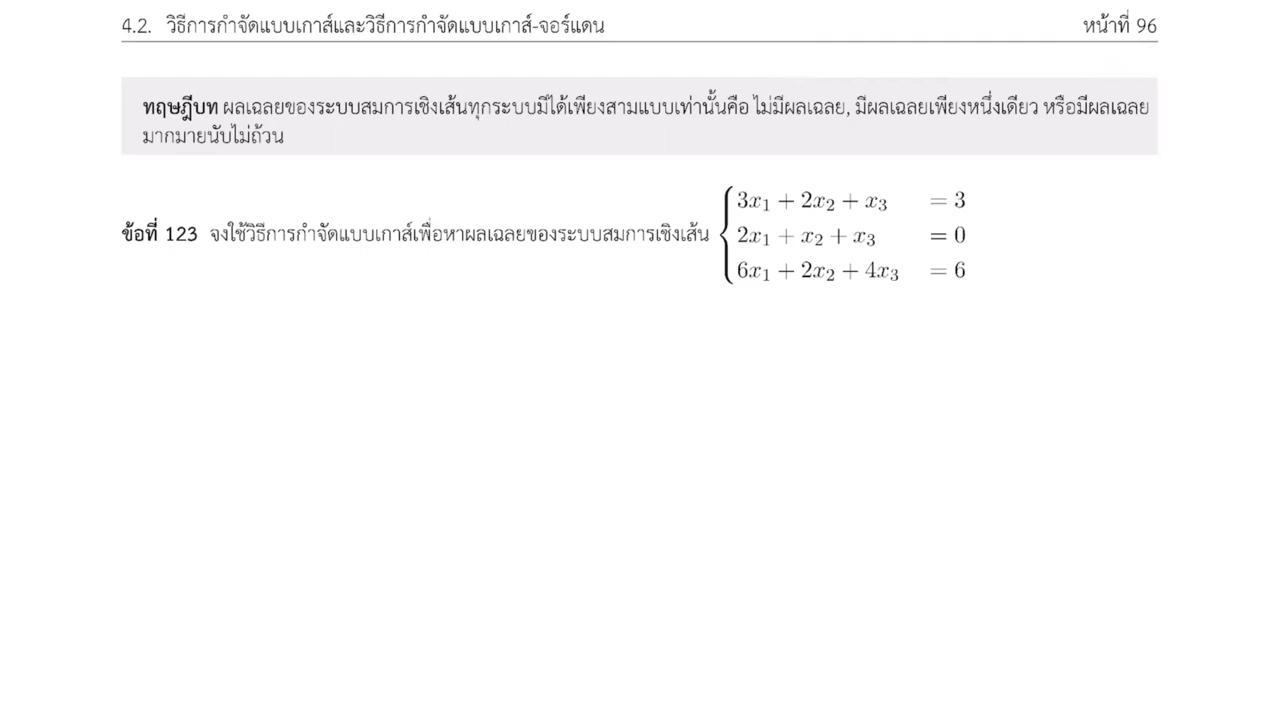 4.2. วิธีการกำจัดแบบเกาส์และวิธีการกำจัดแบบเกาส์-จอร์แดน หน้าที่ 96
ทฤษฎีบท ผลเฉลยของระบบสมการเชิงเส้นทุกระบบมีได้เพียงสามแบบเท่านั้นคือ ไม่มีผลเฉลย, มีผลเฉลยเพียงหนึ่งเดียว หรือมีผลเฉลย
มากมายนับไม่ถ้วน
ข้อที่ 123 จงใช้วิธีการกำจัดแบบเกาส์เพื่อหาผลเฉลยของระบบสมการเชิงเส้น
3x₁ + 2x₂ + x₃ = 3
2x₁ + x₂ + x₃ = 0
6x₁ + 2x₂ + 4x₃ = 6